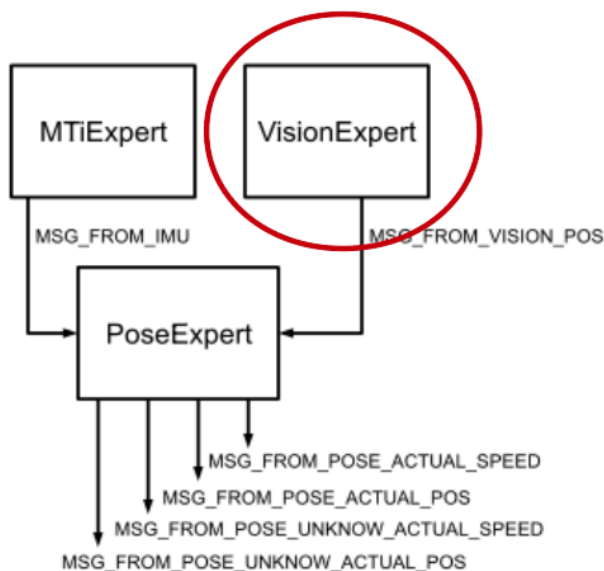 MTiExpert
VisionExpert
MSG_FROM_IMU
MSG_FROM_VISION_POS
PoseExpert
MSG_FROM_POSE_ACTUAL_SPEED
MSG_FROM_POSE_ACTUAL_POS
MSG_FROM_POSE_UNKNOW_ACTUAL_SPEED
MSG_FROM_POSE_UNKNOW_ACTUAL_POS